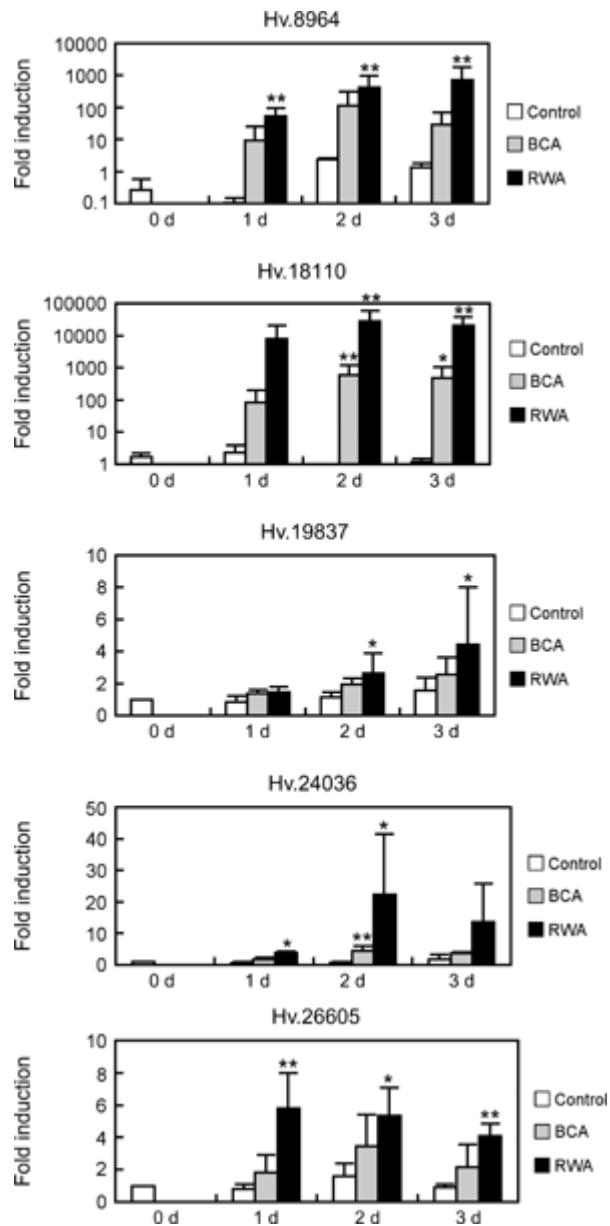 Hv.8964
Fold induction
10000
1000
100
10
1
0.1
**
**
**
0 d 1 d 2 d 3 d
Control
BCA
RWA
Hv.18110
Fold induction
100000
10000
1000
100
10
1
** **
** *
0 d 1 d 2 d 3 d
Control
BCA
RWA
Hv.19837
Fold induction
10
8
6
4
2
0
*
*
0 d 1 d 2 d 3 d
Control
BCA
RWA
Hv.24036
Fold induction
50
40
30
20
10
0
*
**
*
0 d 1 d 2 d 3 d
Control
BCA
RWA
Hv.26605
Fold induction
10
8
6
4
2
0
**
*
**
0 d 1 d 2 d 3 d
Control
BCA
RWA